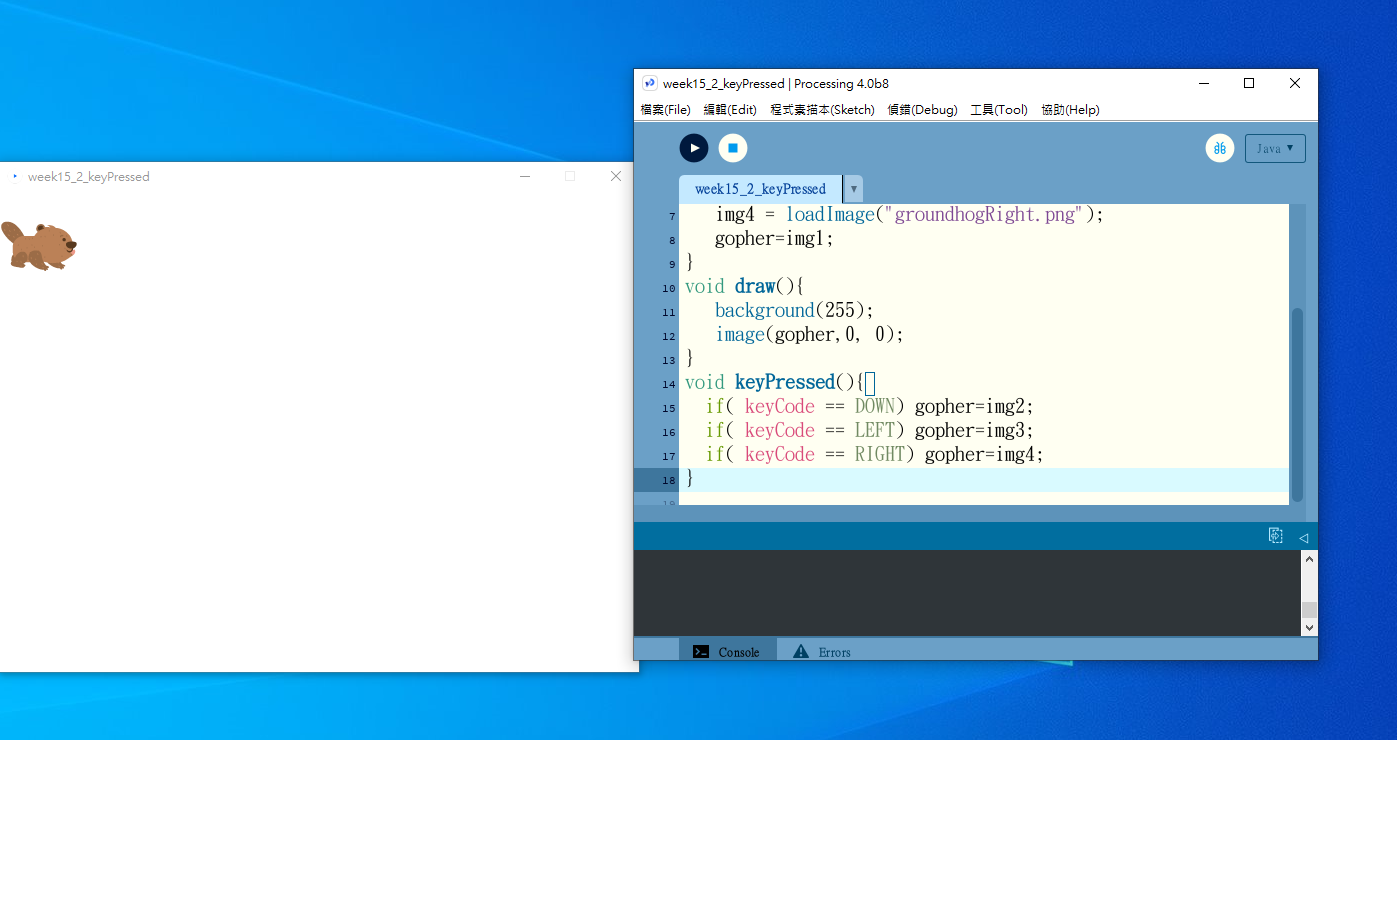 week15_2_keyPressed
week15_2_keyPressed | Processing 4.0b8
檔案(File) 編輯(Edit) 程式素描本(Sketch) 偵錯(Debug) 工具(Tool) 協助(Help)
Java ▼
week15_2_keyPressed ▼
7 img4 = loadImage("groundhogRight.png");
8 gopher=img1;
9 }
10 void draw(){
11 background(255);
12 image(gopher,0, 0);
13 }
14 void keyPressed(){
15 if( keyCode == DOWN) gopher=img2;
16 if( keyCode == LEFT) gopher=img3;
17 if( keyCode == RIGHT) gopher=img4;
18 }
19
Console Errors